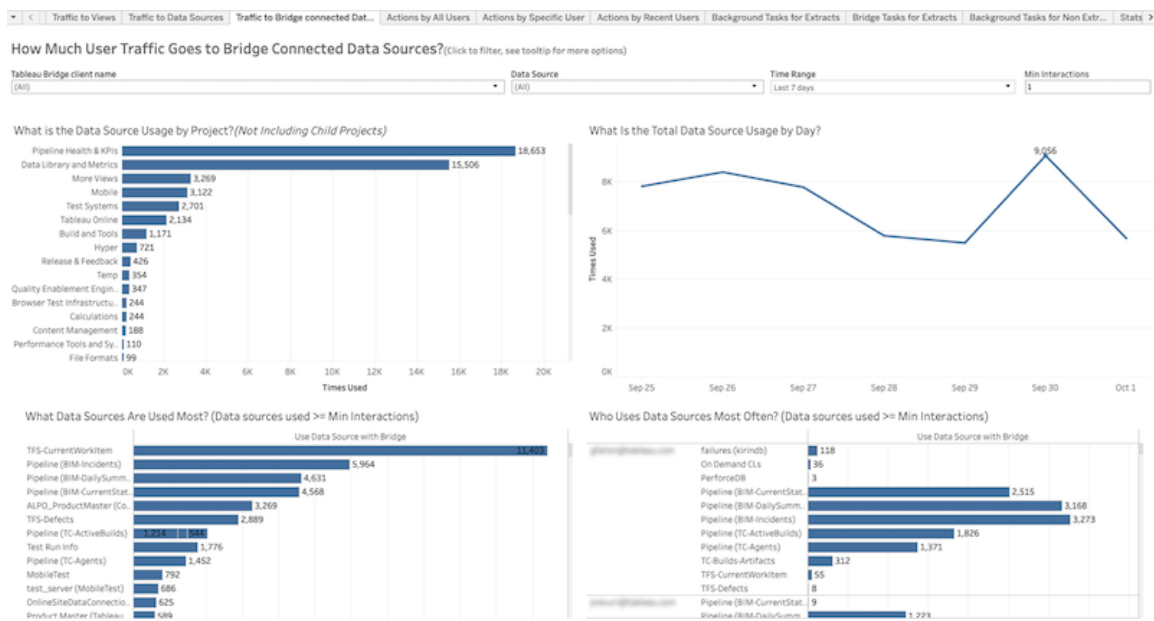 Traffic to Views Traffic to Data Sources Traffic to Bridge connected Dat... Actions by All Users Actions by Specific User Actions by Recent Users Background Tasks for Extracts Bridge Tasks for Extracts Background Tasks for Non Extr... Stats
How Much User Traffic Goes to Bridge Connected Data Sources?(Click to filter, see tooltip for more options)
Tableau Bridge client name Data Source Time Range Min Interactions
(All) (All) Last 7 days 1
What is the Data Source Usage by Project?(Not Including Child Projects)
Pipeline Health & KPIs 18,653
Data Library and Metrics 15,506
More Views 3,269
Mobile 3,122
Test Systems 2,701
Tableau Online 2,134
Build and Tools 1,171
Hyper 721
Release & Feedback 426
Temp 354
Quality Enablement Engin.. 347
Browser Test Infrastructu.. 244
Calculations 244
Content Management 188
Performance Tools and Sy.. 110
File Formats 99
0K 2K 4K 6K 8K 10K 12K 14K 16K 18K 20K
Times Used
What Is the Total Data Source Usage by Day?
9,056
8K
6K
4K
2K
0K
Times Used
Sep 25 Sep 26 Sep 27 Sep 28 Sep 29 Sep 30 Oct 1
What Data Sources Are Used Most? (Data sources used >= Min Interactions)
Use Data Source with Bridge
TFS-CurrentWorkItem 11,403
Pipeline (BIM-Incidents) 5,964
Pipeline (BIM-DailySumm.. 4,631
Pipeline (BIM-CurrentStat.. 4,568
ALPO_ProductMaster (Co.. 3,269
TFS-Defects 2,889
Pipeline (TC-ActiveBuilds) 1,214 544
Test Run Info 1,776
Pipeline (TC-Agents) 1,452
MobileTest 792
test_server (MobileTest) 686
OnlineSiteDataConnectio.. 625
Product Master (Tableau 589
Who Uses Data Sources Most Often? (Data sources used >= Min Interactions)
Use Data Source with Bridge
failures (kirindb) 118
On Demand CLs 36
PerforceDB 3
Pipeline (BIM-CurrentStat.. 2,515
Pipeline (BIM-DailySumm.. 3,168
Pipeline (BIM-Incidents) 3,273
Pipeline (TC-ActiveBuilds) 1,826
Pipeline (TC-Agents) 1,371
TC-Builds-Artifacts 312
TFS-CurrentWorkItem 55
TFS-Defects 8
Pipeline (BIM-CurrentStat.. 9
Pipeline (BIM-DailySumm.. 1,223